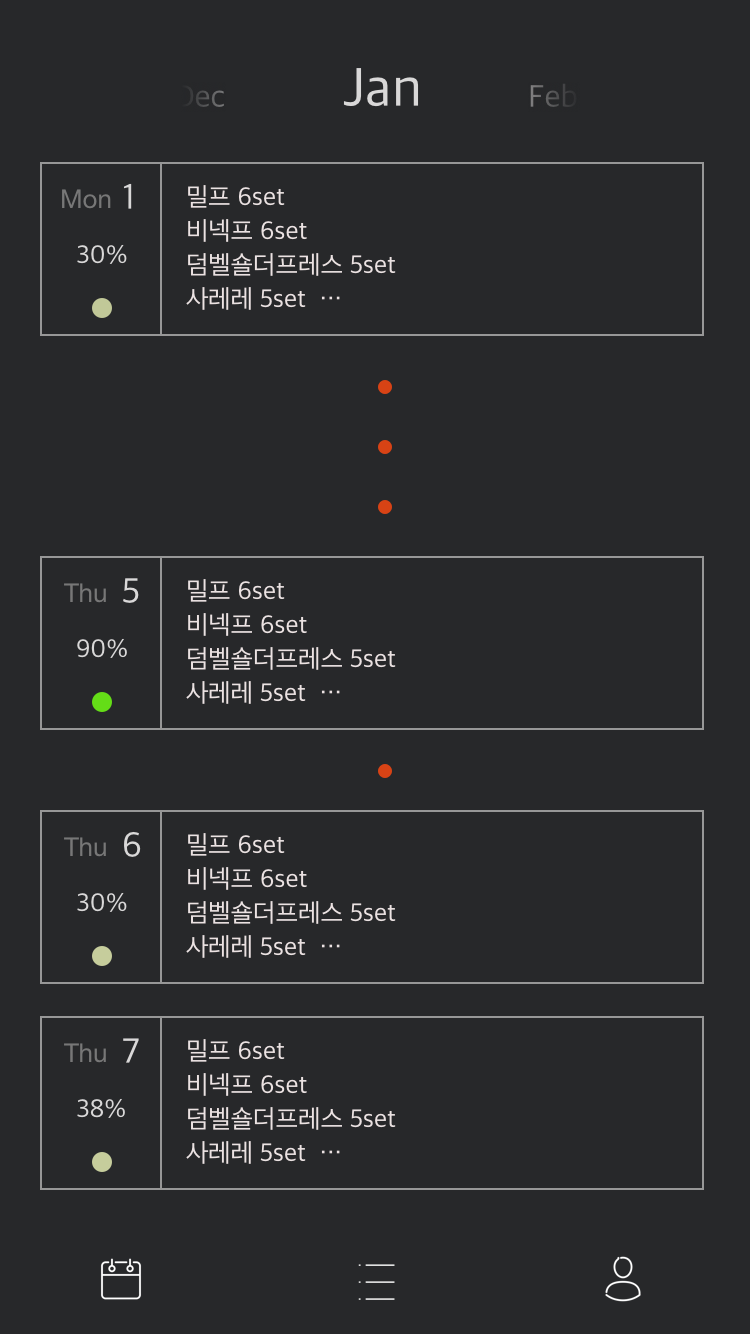 Dec Jan Feb
Mon 1
30%
밀프 6set
비넥프 6set
덤벨숄더프레스 5set
사레레 5set ⋯
Thu 5
90%
밀프 6set
비넥프 6set
덤벨숄더프레스 5set
사레레 5set ⋯
Thu 6
30%
밀프 6set
비넥프 6set
덤벨숄더프레스 5set
사레레 5set ⋯
Thu 7
38%
밀프 6set
비넥프 6set
덤벨숄더프레스 5set
사레레 5set ⋯